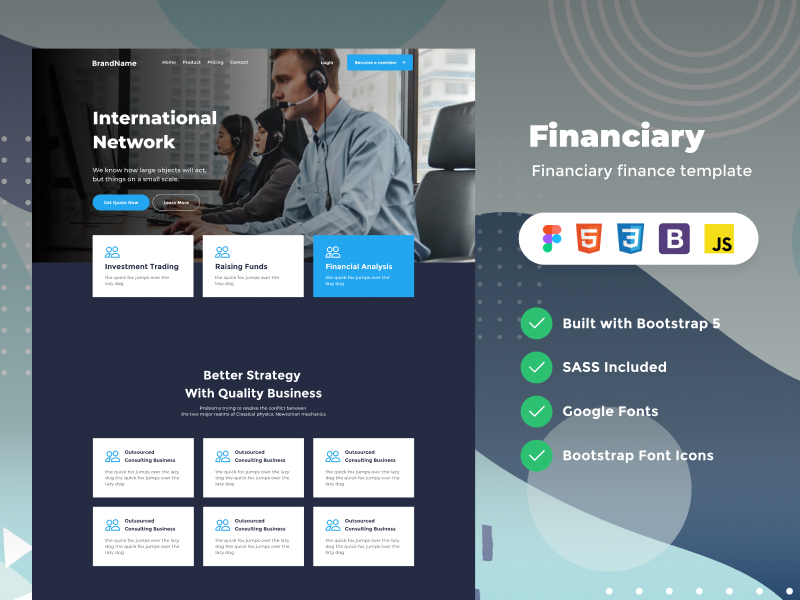 BrandName
Home Product Pricing Contact
Login
Become a member
International
Network
We know how large objects will act,
but things on a small scale.
Get Quote Now
Learn More
Investment Trading
the quick fox jumps over the
lazy dog
Raising Funds
the quick fox jumps over the
lazy dog
Financial Analysis
the quick fox jumps over the
lazy dog
Better Strategy
With Quality Business
Problems trying to resolve the conflict between
the two major realms of Classical physics: Newtonian mechanics
Outsourced
Consulting Business
the quick fox jumps over the lazy
dog the quick fox jumps over the
lazy dog
Outsourced
Consulting Business
the quick fox jumps over the lazy
dog the quick fox jumps over the
lazy dog
Outsourced
Consulting Business
the quick fox jumps over the lazy
dog the quick fox jumps over the
lazy dog
Outsourced
Consulting Business
the quick fox jumps over the lazy
dog the quick fox jumps over the
lazy dog
Outsourced
Consulting Business
the quick fox jumps over the lazy
dog the quick fox jumps over the
lazy dog
Outsourced
Consulting Business
the quick fox jumps over the lazy
dog the quick fox jumps over the
lazy dog
Financiary
Financiary finance template
5 3 B JS
Built with Bootstrap 5
SASS Included
Google Fonts
Bootstrap Font Icons